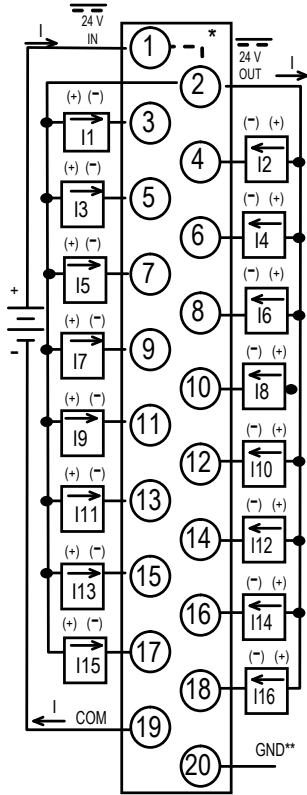 24 V
I
IN
1
*
24 V
OUT
I
2
(+) (-)
I1
3
(-) (+)
4
I2
(+) (-)
I3
5
(-) (+)
6
I4
(+) (-)
I5
7
(-) (+)
8
I6
+
-
(+) (-)
I7
9
(-) (+)
10
I8
(+) (-)
I9
11
(-) (+)
12
I10
(+) (-)
I11
13
(-) (+)
14
I12
(+) (-)
I13
15
(-) (+)
16
I14
(+) (-)
I15
17
(-) (+)
18
I16
I
COM
19
20
GND**